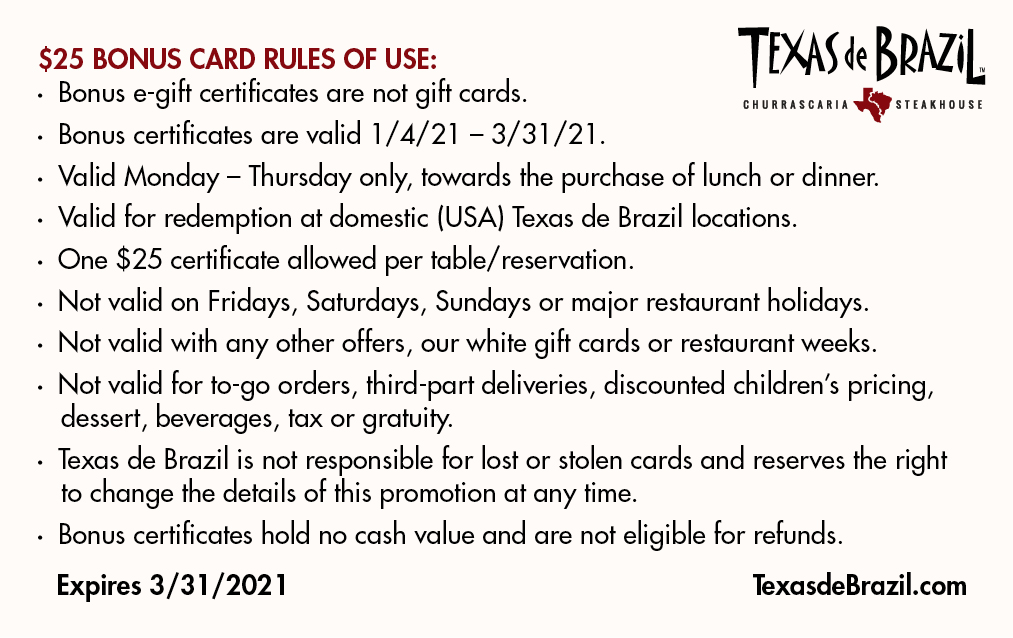 TEXAS de BRAZIL™
CHURRASCARIA STEAKHOUSE
$25 BONUS CARD RULES OF USE:
· Bonus e-gift certificates are not gift cards.
· Bonus certificates are valid 1/4/21 – 3/31/21.
· Valid Monday – Thursday only, towards the purchase of lunch or dinner.
· Valid for redemption at domestic (USA) Texas de Brazil locations.
· One $25 certificate allowed per table/reservation.
· Not valid on Fridays, Saturdays, Sundays or major restaurant holidays.
· Not valid with any other offers, our white gift cards or restaurant weeks.
· Not valid for to-go orders, third-part deliveries, discounted children’s pricing,
dessert, beverages, tax or gratuity.
· Texas de Brazil is not responsible for lost or stolen cards and reserves the right
to change the details of this promotion at any time.
· Bonus certificates hold no cash value and are not eligible for refunds.
Expires 3/31/2021
TexasdeBrazil.com